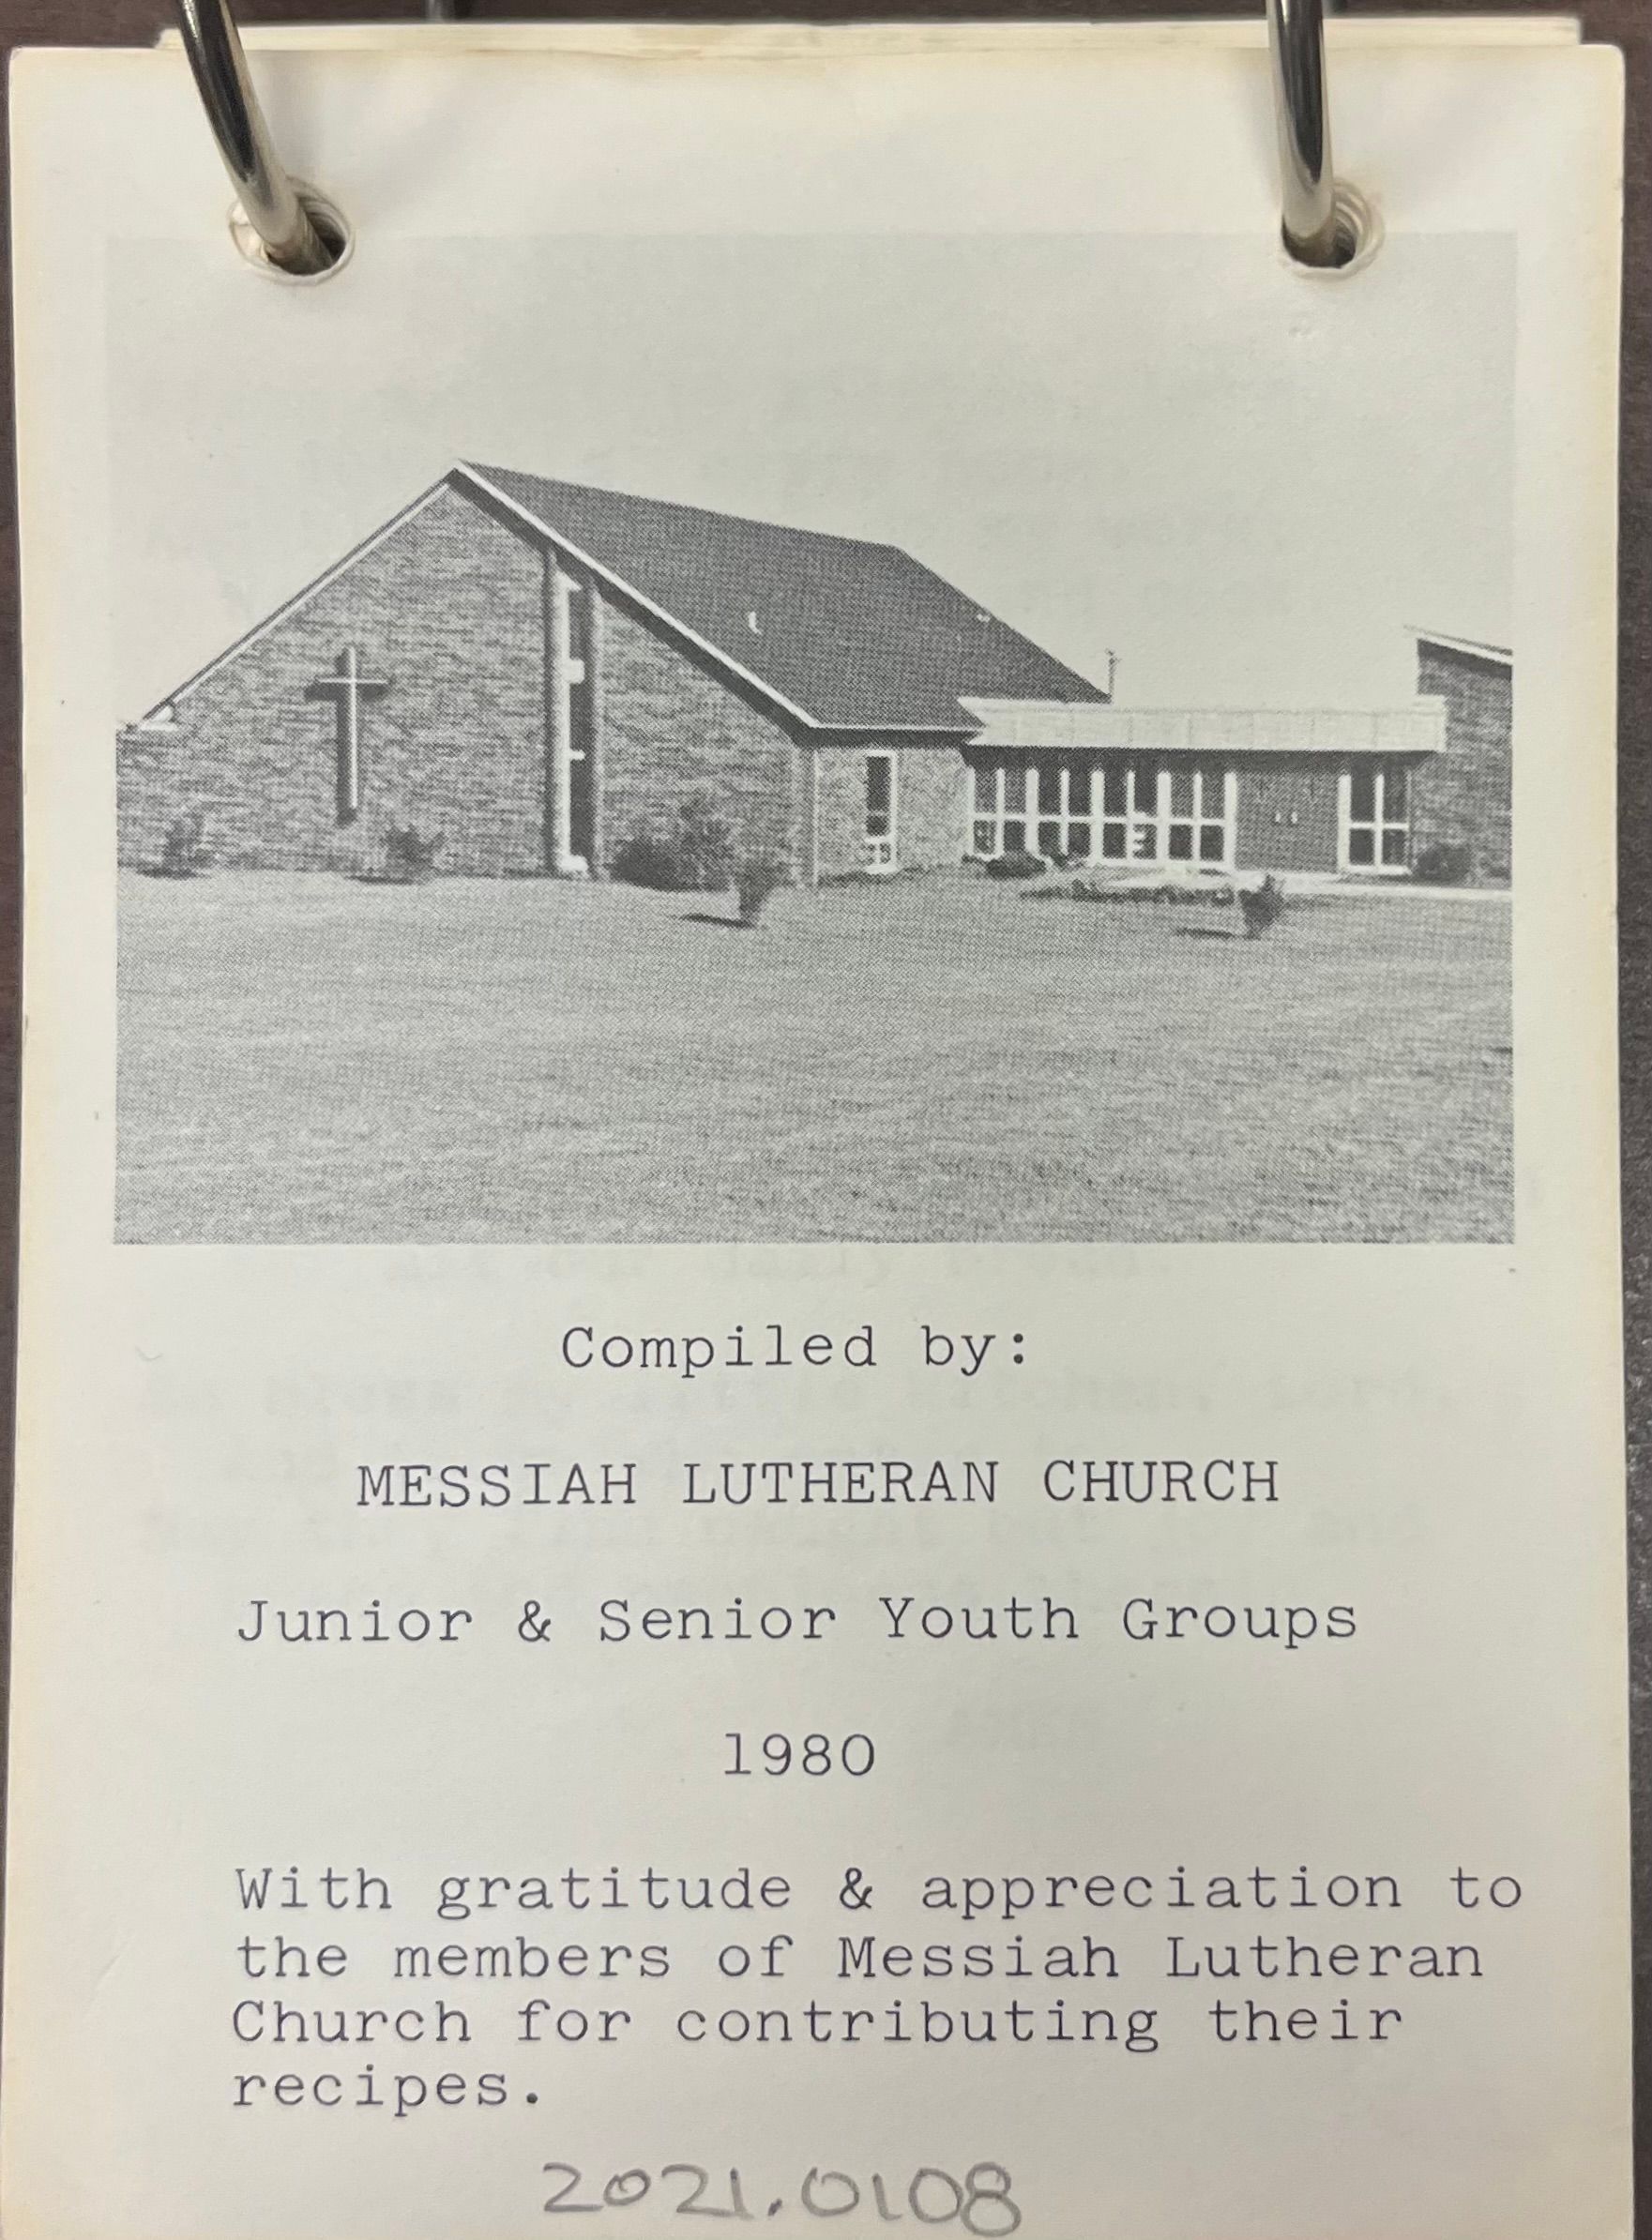 Compiled by:
MESSIAH LUTHERAN CHURCH
Junior & Senior Youth Groups
1980
With gratitude & appreciation to
the members of Messiah Lutheran
Church for contributing their
recipes.
2021.0108